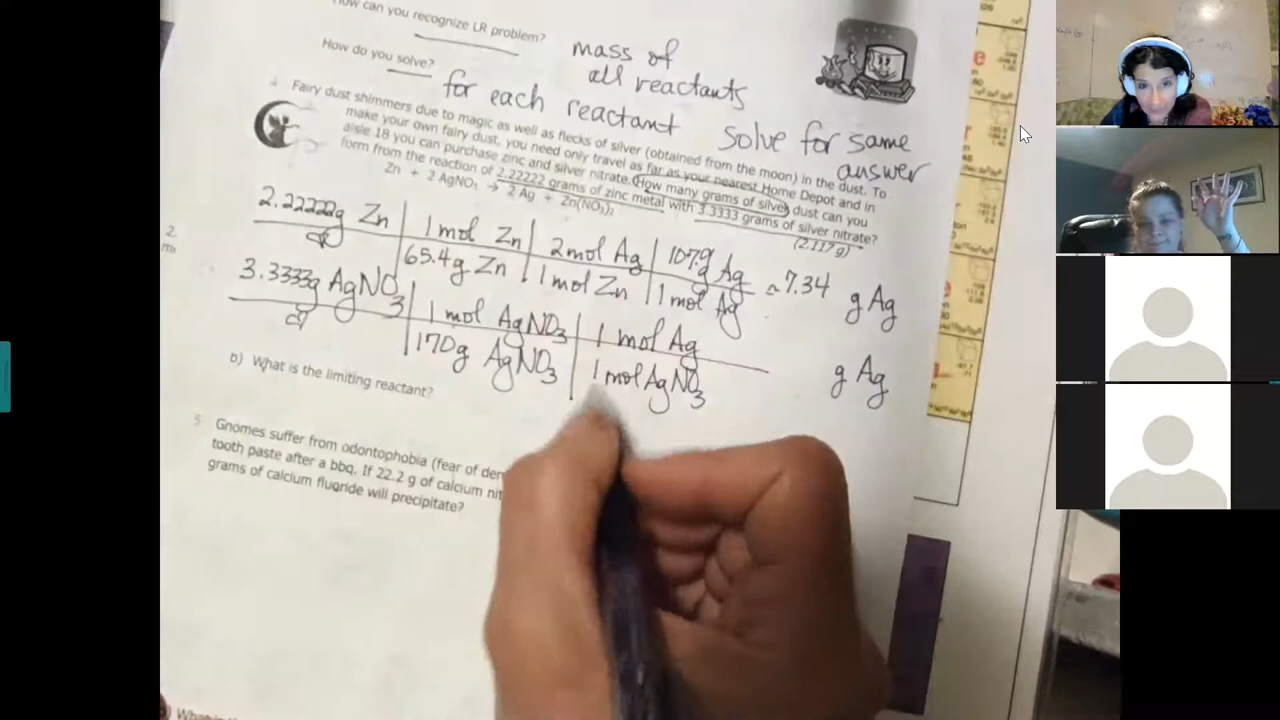 How can you recognize LR problem?
mass of
all reactants
How do you solve?
for each reactant
solve for same
answer
Fairy dust shimmers due to magic as well as flecks of silver (obtained from the moon) in the dust. To
make your own fairy dust, you need only travel as far as your nearest Home Depot and in
aisle 18 you can purchase zinc and silver nitrate. How many grams of silver dust can you
form from the reaction of 2.22222 grams of zinc metal with 3.3333 grams of silver nitrate?
Zn + 2 AgNO₃ → 2 Ag + Zn(NO₃)₂
(2.117 g)
2.22222g Zn | 1 mol Zn | 2 mol Ag | 107.9g Ag
65.4g Zn | 1 mol Zn | 1 mol Ag
= 7.34 g Ag
3.3333g AgNO3 | 1 mol AgNO3 | 1 mol Ag
170g AgNO3 | 1 mol AgNO3
g Ag
b) What is the limiting reactant?
5 Gnomes suffer from odontophobia (fear of
tooth paste after a bbq. If 22.2 g of calcium
grams of calcium fluoride will precipitate?